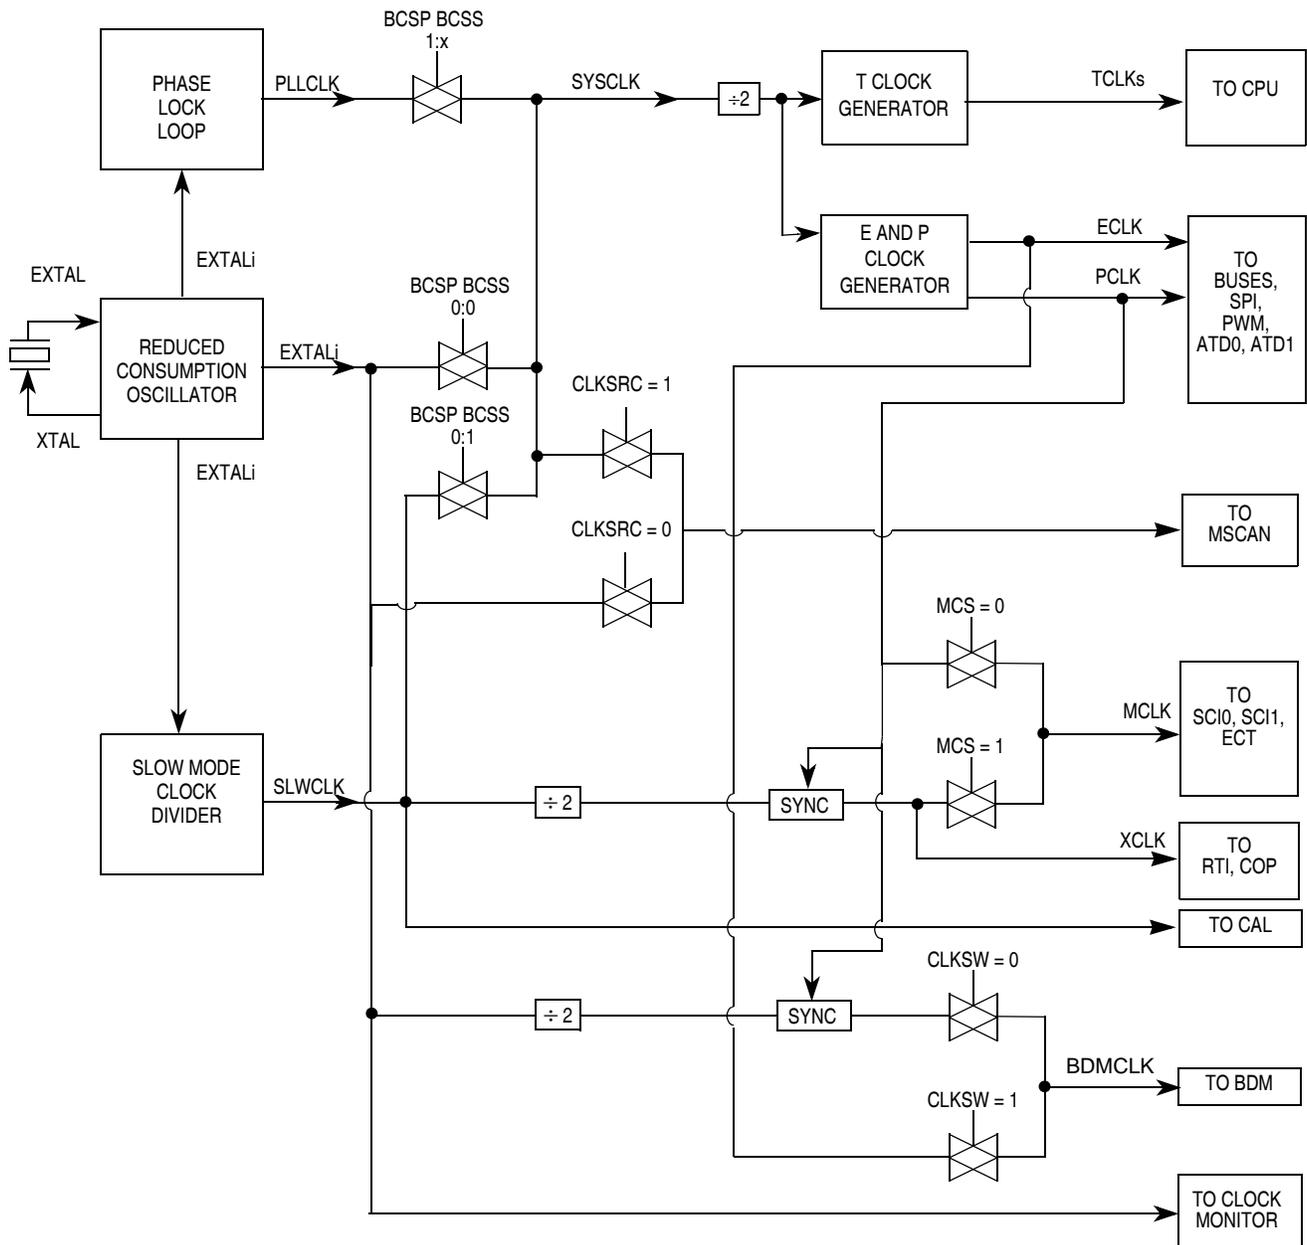 BCSP BCSS
1:x
PHASE
LOCK
LOOP
PLLCLK
SYSCLK
÷2
T CLOCK
GENERATOR
TCLKs
TO CPU
EXTALi
E AND P
CLOCK
GENERATOR
ECLK
PCLK
TO
BUSES,
SPI,
PWM,
ATD0, ATD1
EXTAL
XTAL
REDUCED
CONSUMPTION
OSCILLATOR
EXTALi
BCSP BCSS
0:0
BCSP BCSS
0:1
CLKSRC = 1
CLKSRC = 0
EXTALi
TO
MSCAN
MCS = 0
MCS = 1
MCLK
TO
SCI0, SCI1,
ECT
SLOW MODE
CLOCK
DIVIDER
SLWCLK
÷ 2
SYNC
XCLK
TO
RTI, COP
TO CAL
÷ 2
SYNC
CLKSW = 0
CLKSW = 1
BDMCLK
TO BDM
TO CLOCK
MONITOR